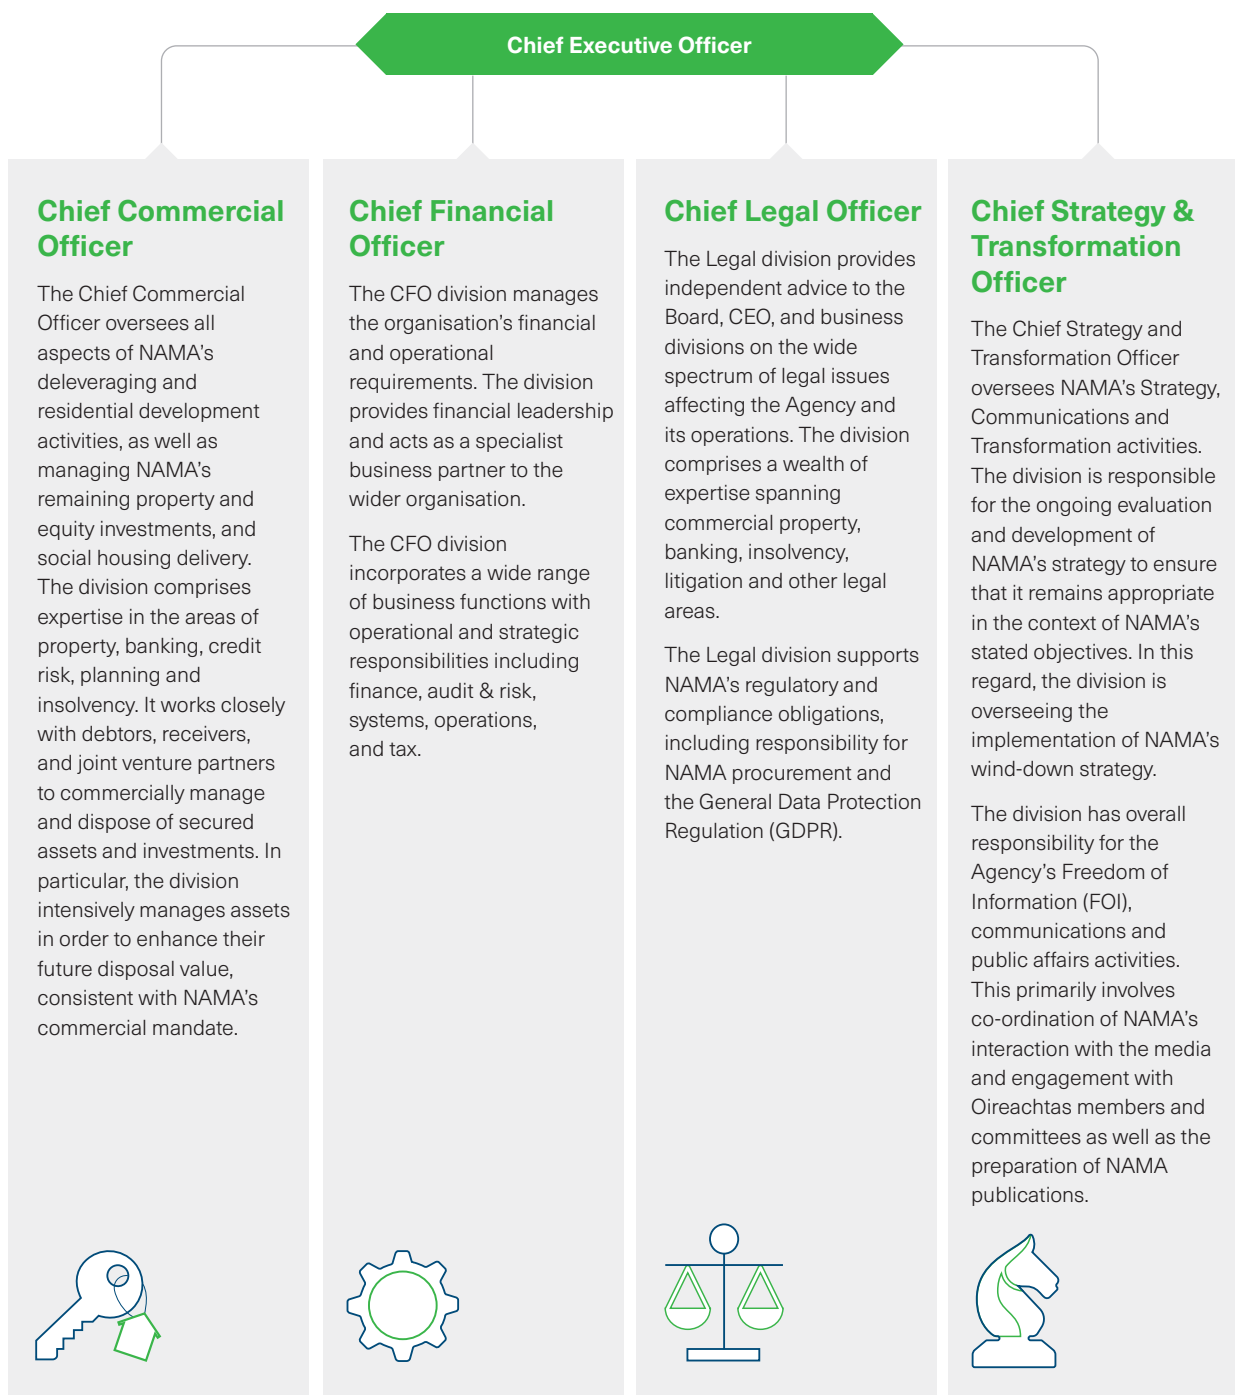 Chief Executive Officer
Chief Commercial
Officer
The Chief Commercial
Officer oversees all
aspects of NAMA’s
deleveraging and
residential development
activities, as well as
managing NAMA’s
remaining property and
equity investments, and
social housing delivery.
The division comprises
expertise in the areas of
property, banking, credit
risk, planning and
insolvency. It works closely
with debtors, receivers,
and joint venture partners
to commercially manage
and dispose of secured
assets and investments. In
particular, the division
intensively manages assets
in order to enhance their
future disposal value,
consistent with NAMA’s
commercial mandate.
Chief Financial
Officer
The CFO division manages
the organisation’s financial
and operational
requirements. The division
provides financial leadership
and acts as a specialist
business partner to the
wider organisation.
The CFO division
incorporates a wide range
of business functions with
operational and strategic
responsibilities including
finance, audit & risk,
systems, operations,
and tax.
Chief Legal Officer
The Legal division provides
independent advice to the
Board, CEO, and business
divisions on the wide
spectrum of legal issues
affecting the Agency and
its operations. The division
comprises a wealth of
expertise spanning
commercial property,
banking, insolvency,
litigation and other legal
areas.
The Legal division supports
NAMA’s regulatory and
compliance obligations,
including responsibility for
NAMA procurement and
the General Data Protection
Regulation (GDPR).
Chief Strategy &
Transformation
Officer
The Chief Strategy and
Transformation Officer
oversees NAMA’s Strategy,
Communications and
Transformation activities.
The division is responsible
for the ongoing evaluation
and development of
NAMA’s strategy to ensure
that it remains appropriate
in the context of NAMA’s
stated objectives. In this
regard, the division is
overseeing the
implementation of NAMA’s
wind-down strategy.
The division has overall
responsibility for the
Agency’s Freedom of
Information (FOI),
communications and
public affairs activities.
This primarily involves
co-ordination of NAMA’s
interaction with the media
and engagement with
Oireachtas members and
committees as well as the
preparation of NAMA
publications.